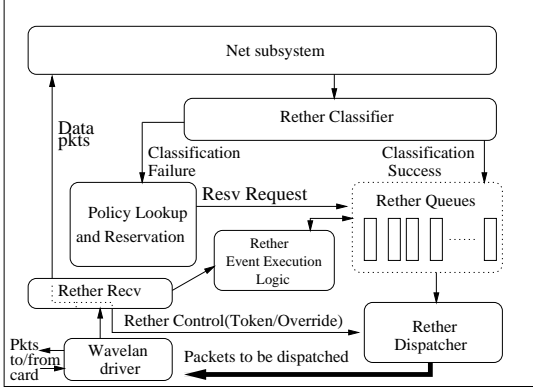 Net subsystem
Rether Classifier
Data
pkts
Classification
Failure
Classification
Success
Policy Lookup
and Reservation
Resv Request
Rether Queues
Rether
Event Execution
Logic
Rether Recv
Rether Control(Token/Override)
Rether
Dispatcher
Pkts
to/from
card
Wavelan
driver
Packets to be dispatched